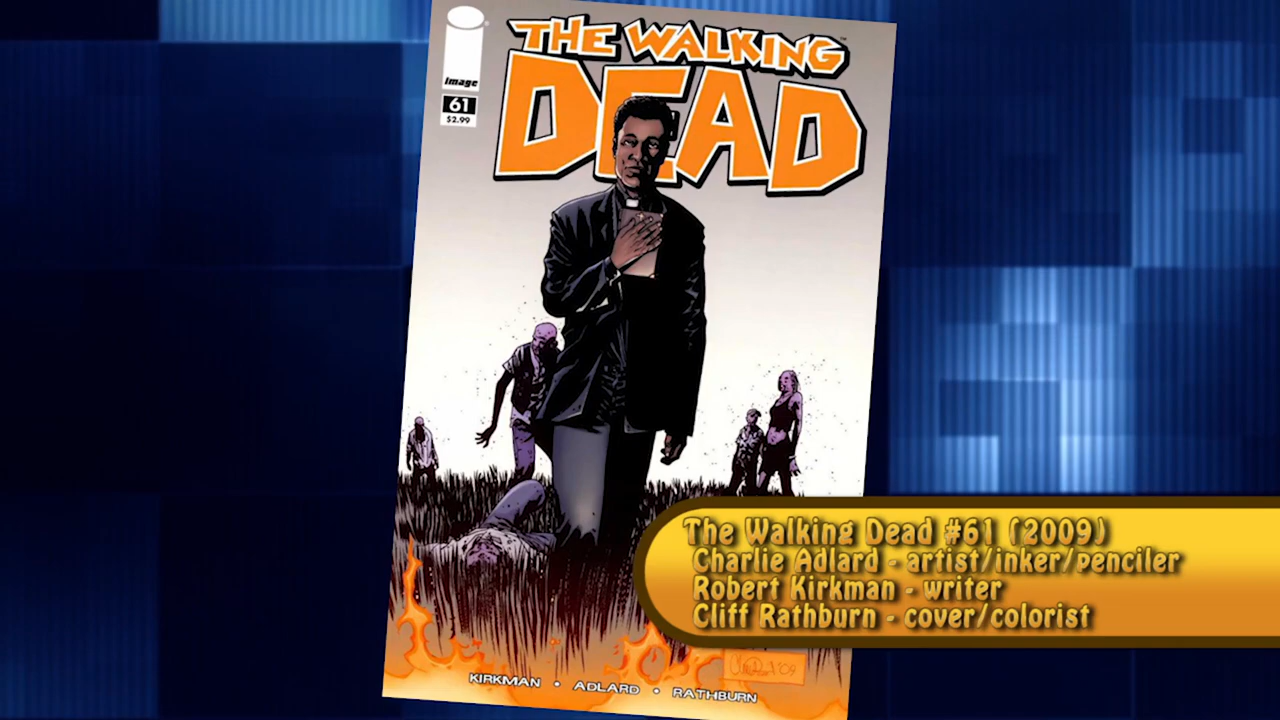 THE WALKING
DEAD
image
61
$2.99
The Walking Dead #61 (2009)
Charlie Adlard - artist/inker/penciler
Robert Kirkman - writer
Cliff Rathburn - cover/colorist
KIRKMAN • ADLARD • RATHBURN